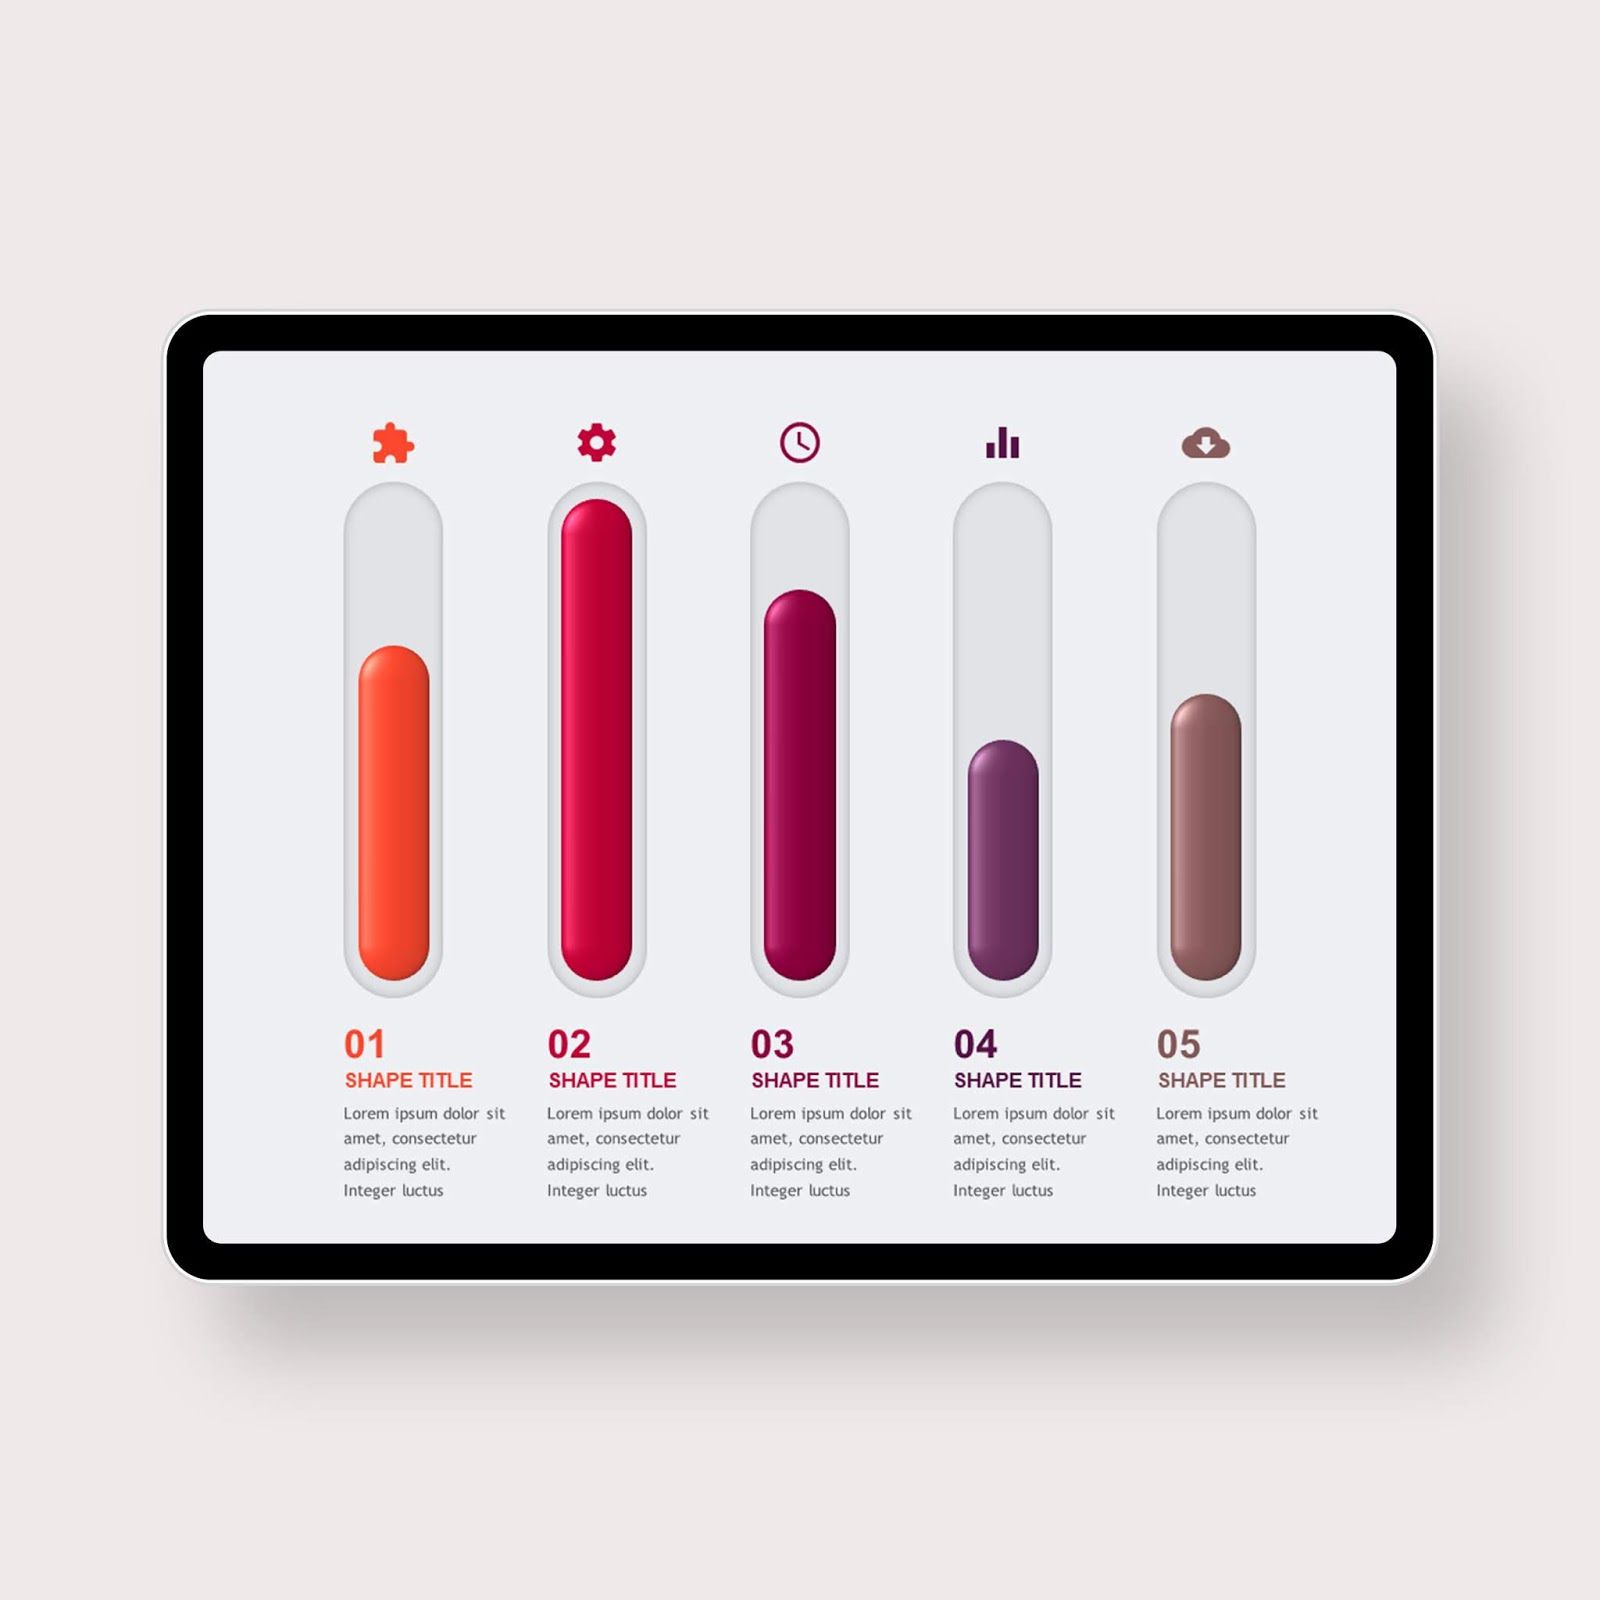 01
SHAPE TITLE
Lorem ipsum dolor sit
amet, consectetur
adipiscing elit.
Integer luctus
02
SHAPE TITLE
Lorem ipsum dolor sit
amet, consectetur
adipiscing elit.
Integer luctus
03
SHAPE TITLE
Lorem ipsum dolor sit
amet, consectetur
adipiscing elit.
Integer luctus
04
SHAPE TITLE
Lorem ipsum dolor sit
amet, consectetur
adipiscing elit.
Integer luctus
05
SHAPE TITLE
Lorem ipsum dolor sit
amet, consectetur
adipiscing elit.
Integer luctus